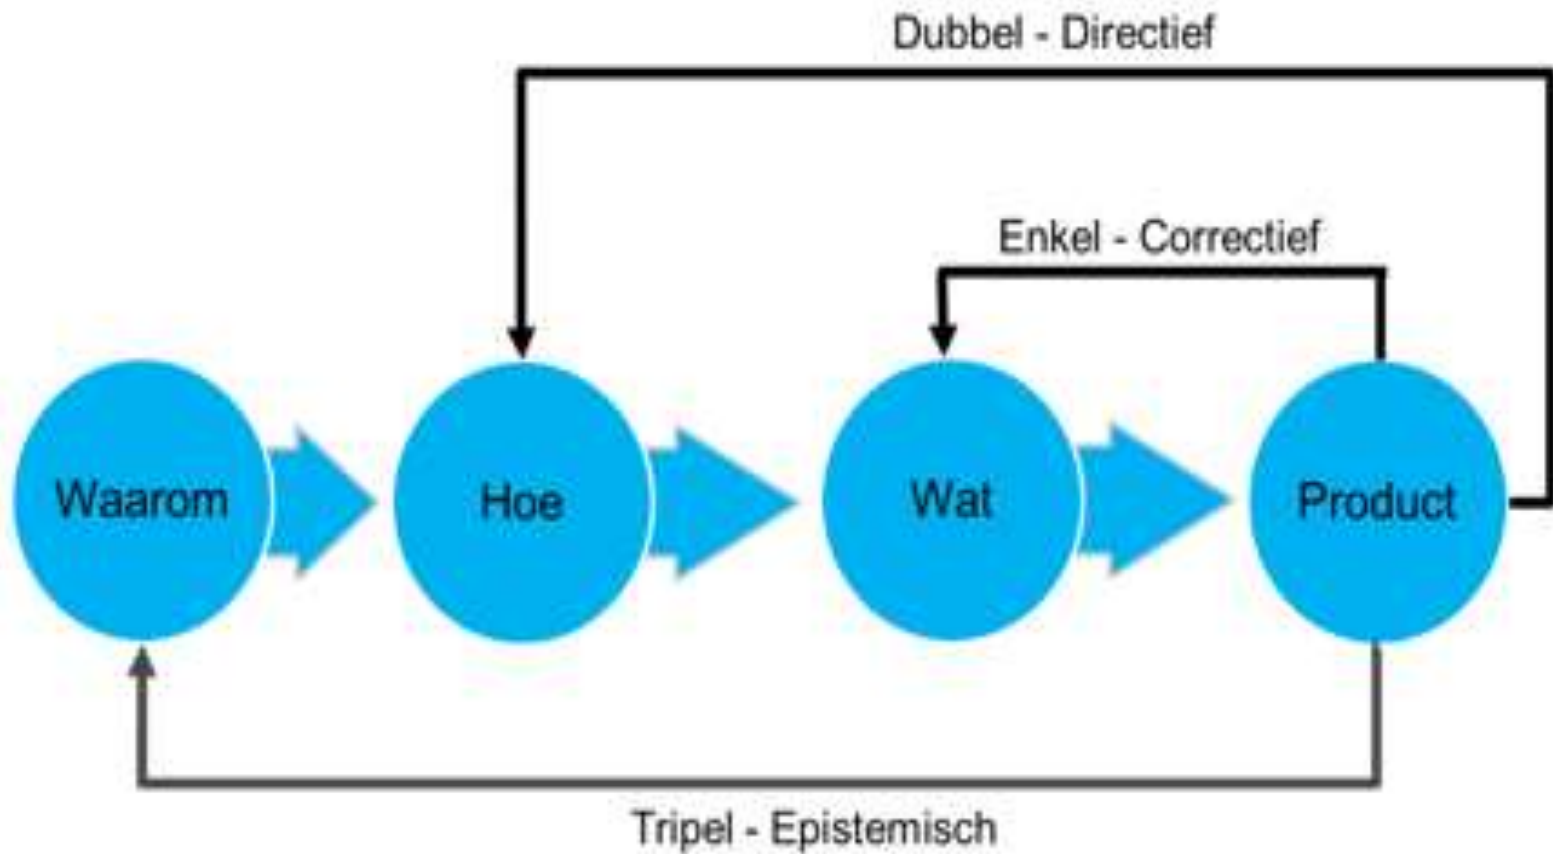 Dubbel - Directief
Enkel - Correctief
Waarom
Hoe
Wat
Product
Tripel - Epistemisch